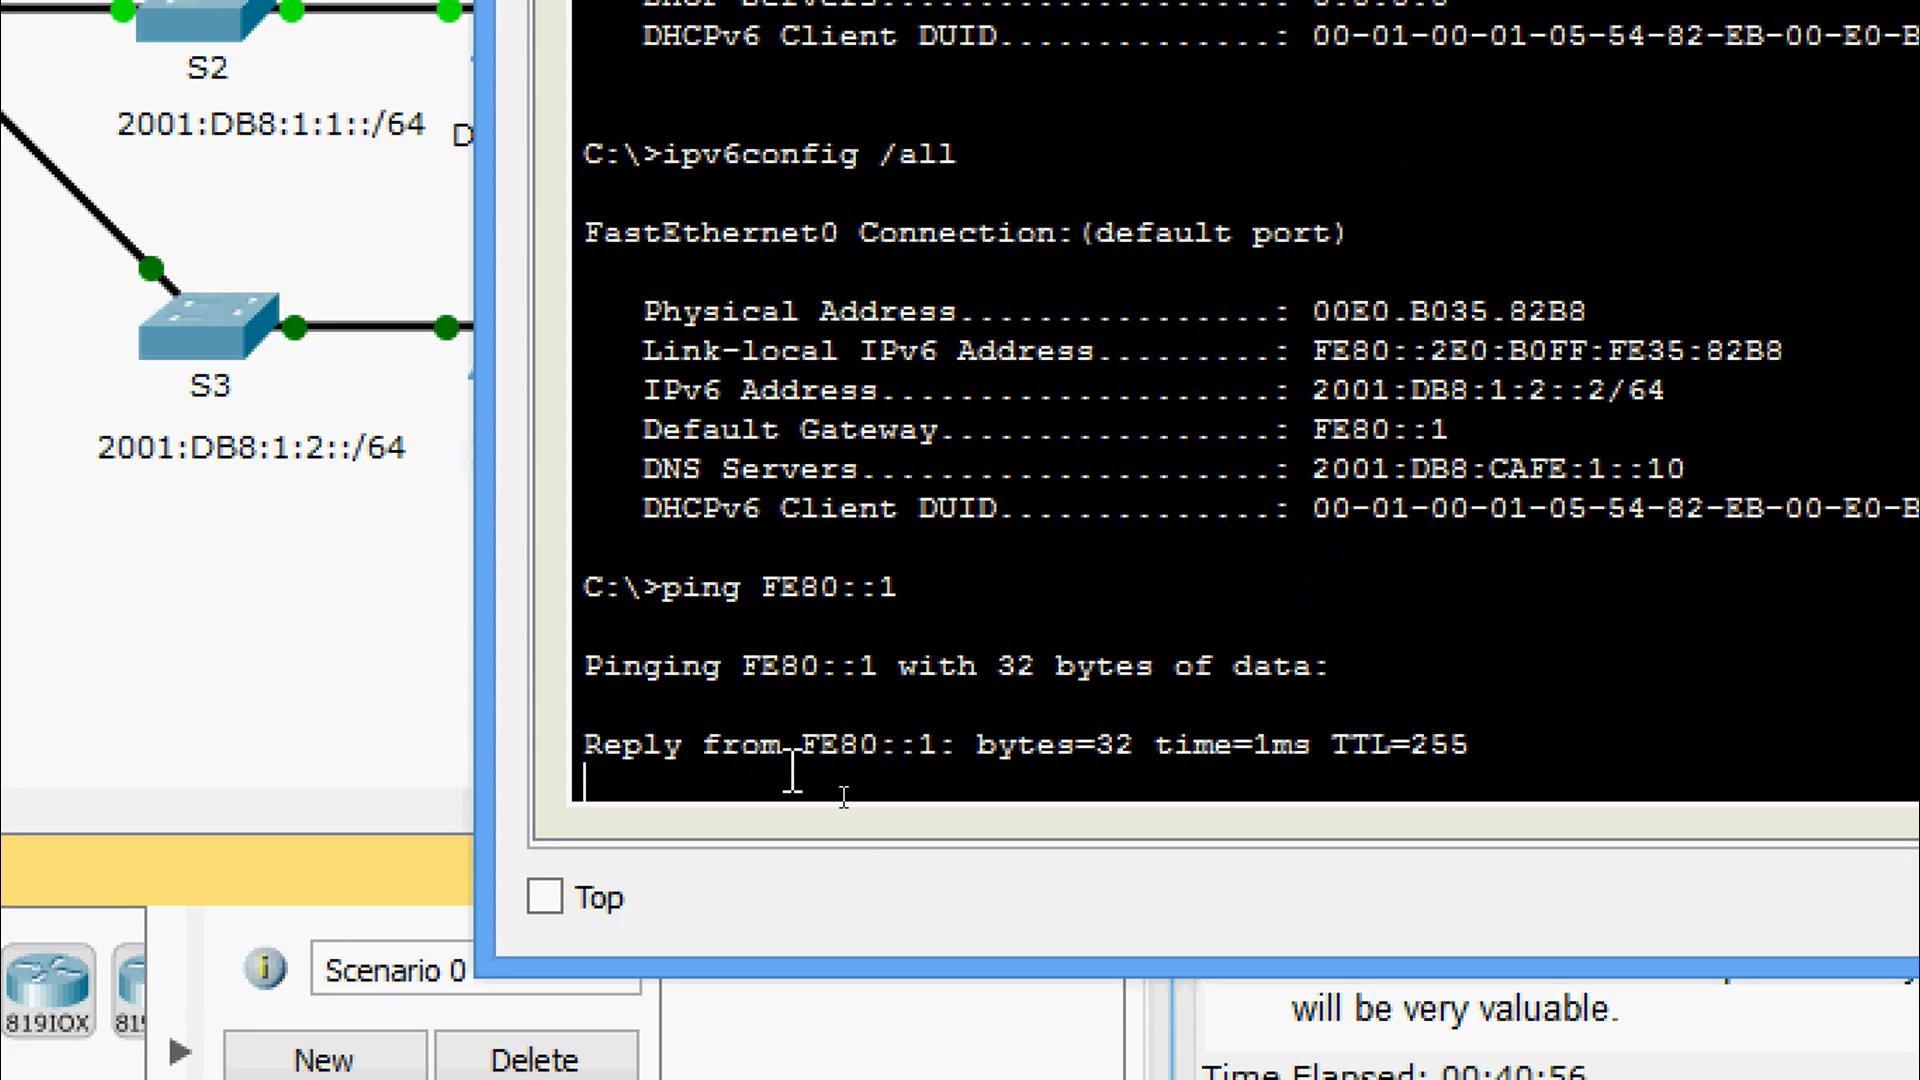 S2
2001:DB8:1:1::/64
D
S3
2001:DB8:1:2::/64
DHCPv6 Client DUID..............: 00-01-00-01-05-54-82-EB-00-E0-B
C:\>ipv6config /all
FastEthernet0 Connection:(default port)
Physical Address................: 00E0.B035.82B8
Link-local IPv6 Address.........: FE80::2E0:B0FF:FE35:82B8
IPv6 Address....................: 2001:DB8:1:2::2/64
Default Gateway.................: FE80::1
DNS Servers.....................: 2001:DB8:CAFE:1::10
DHCPv6 Client DUID..............: 00-01-00-01-05-54-82-EB-00-E0-B
C:\>ping FE80::1
Pinging FE80::1 with 32 bytes of data:
Reply from FE80::1: bytes=32 time=1ms TTL=255
Top
819IOX
Scenario 0
New
Delete
will be very valuable.
Time Elapsed: 00:40:56